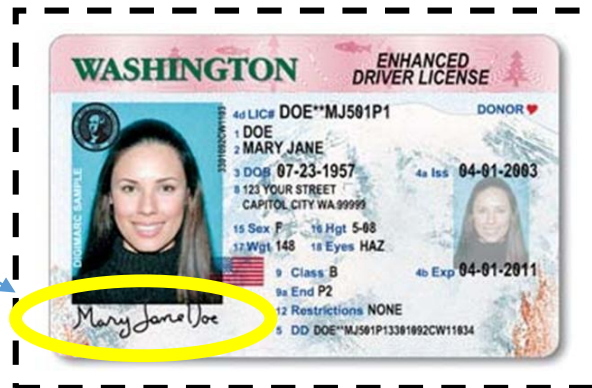 WASHINGTON
ENHANCED
DRIVER LICENSE
4d LIC# DOE**MJ501P1
DONOR
1 DOE
2 MARY JANE
3 DOB 07-23-1957
4a Iss 04-01-2003
8 123 YOUR STREET
CAPITOL CITY WA 99999
15 Sex F 16 Hgt 5-08
17 Wgt 148 18 Eyes HAZ
9 Class B
4b Exp 04-01-2011
9a End P2
12 Restrictions NONE
5 DD DOE**MJ501P13301092CW11034
DIGIMARC SAMPLE
3301092CW1103
Mary Jane Doe